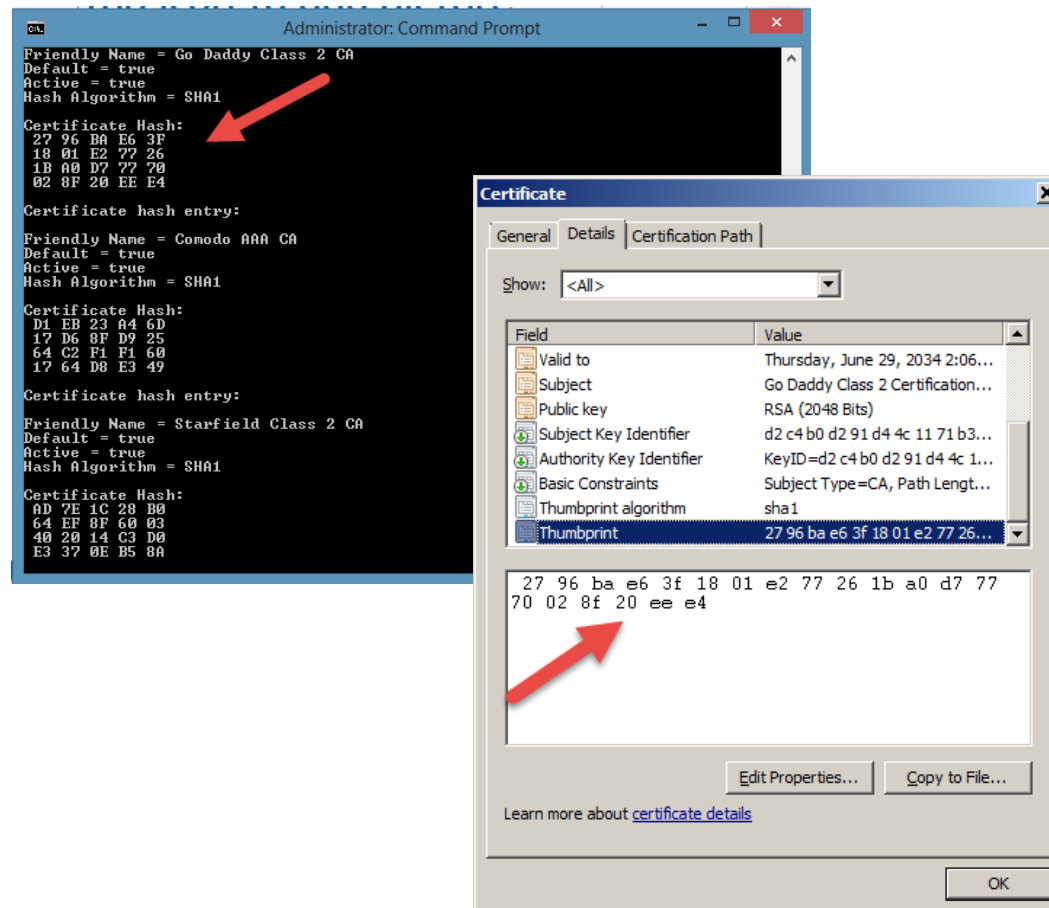 Administrator: Command Prompt
Friendly Name = Go Daddy Class 2 CA
Default = true
Active = true
Hash Algorithm = SHA1
Certificate Hash:
27 96 BA E6 3F
18 01 E2 77 26
1B A0 D7 77 70
02 8F 20 EE E4
Certificate hash entry:
Friendly Name = Comodo AAA CA
Default = true
Active = true
Hash Algorithm = SHA1
Certificate Hash:
D1 EB 23 A4 6D
17 D6 8F D9 25
64 C2 F1 F1 60
17 64 D8 E3 49
Certificate hash entry:
Friendly Name = Starfield Class 2 CA
Default = true
Active = true
Hash Algorithm = SHA1
Certificate Hash:
AD 7E 1C 28 B0
64 EF 8F 60 03
40 20 14 C3 D0
E3 37 0E B5 8A
Certificate
General Details Certification Path
Show: <All>
Field Value
Valid to Thursday, June 29, 2034 2:06...
Subject Go Daddy Class 2 Certification...
Public key RSA (2048 Bits)
Subject Key Identifier d2 c4 b0 d2 91 d4 4c 11 71 b3...
Authority Key Identifier KeyID=d2 c4 b0 d2 91 d4 4c 1...
Basic Constraints Subject Type=CA, Path Lengt...
Thumbprint algorithm sha1
Thumbprint 27 96 ba e6 3f 18 01 e2 77 26...
27 96 ba e6 3f 18 01 e2 77 26 1b a0 d7 77
70 02 8f 20 ee e4
Edit Properties... Copy to File...
Learn more about certificate details
OK